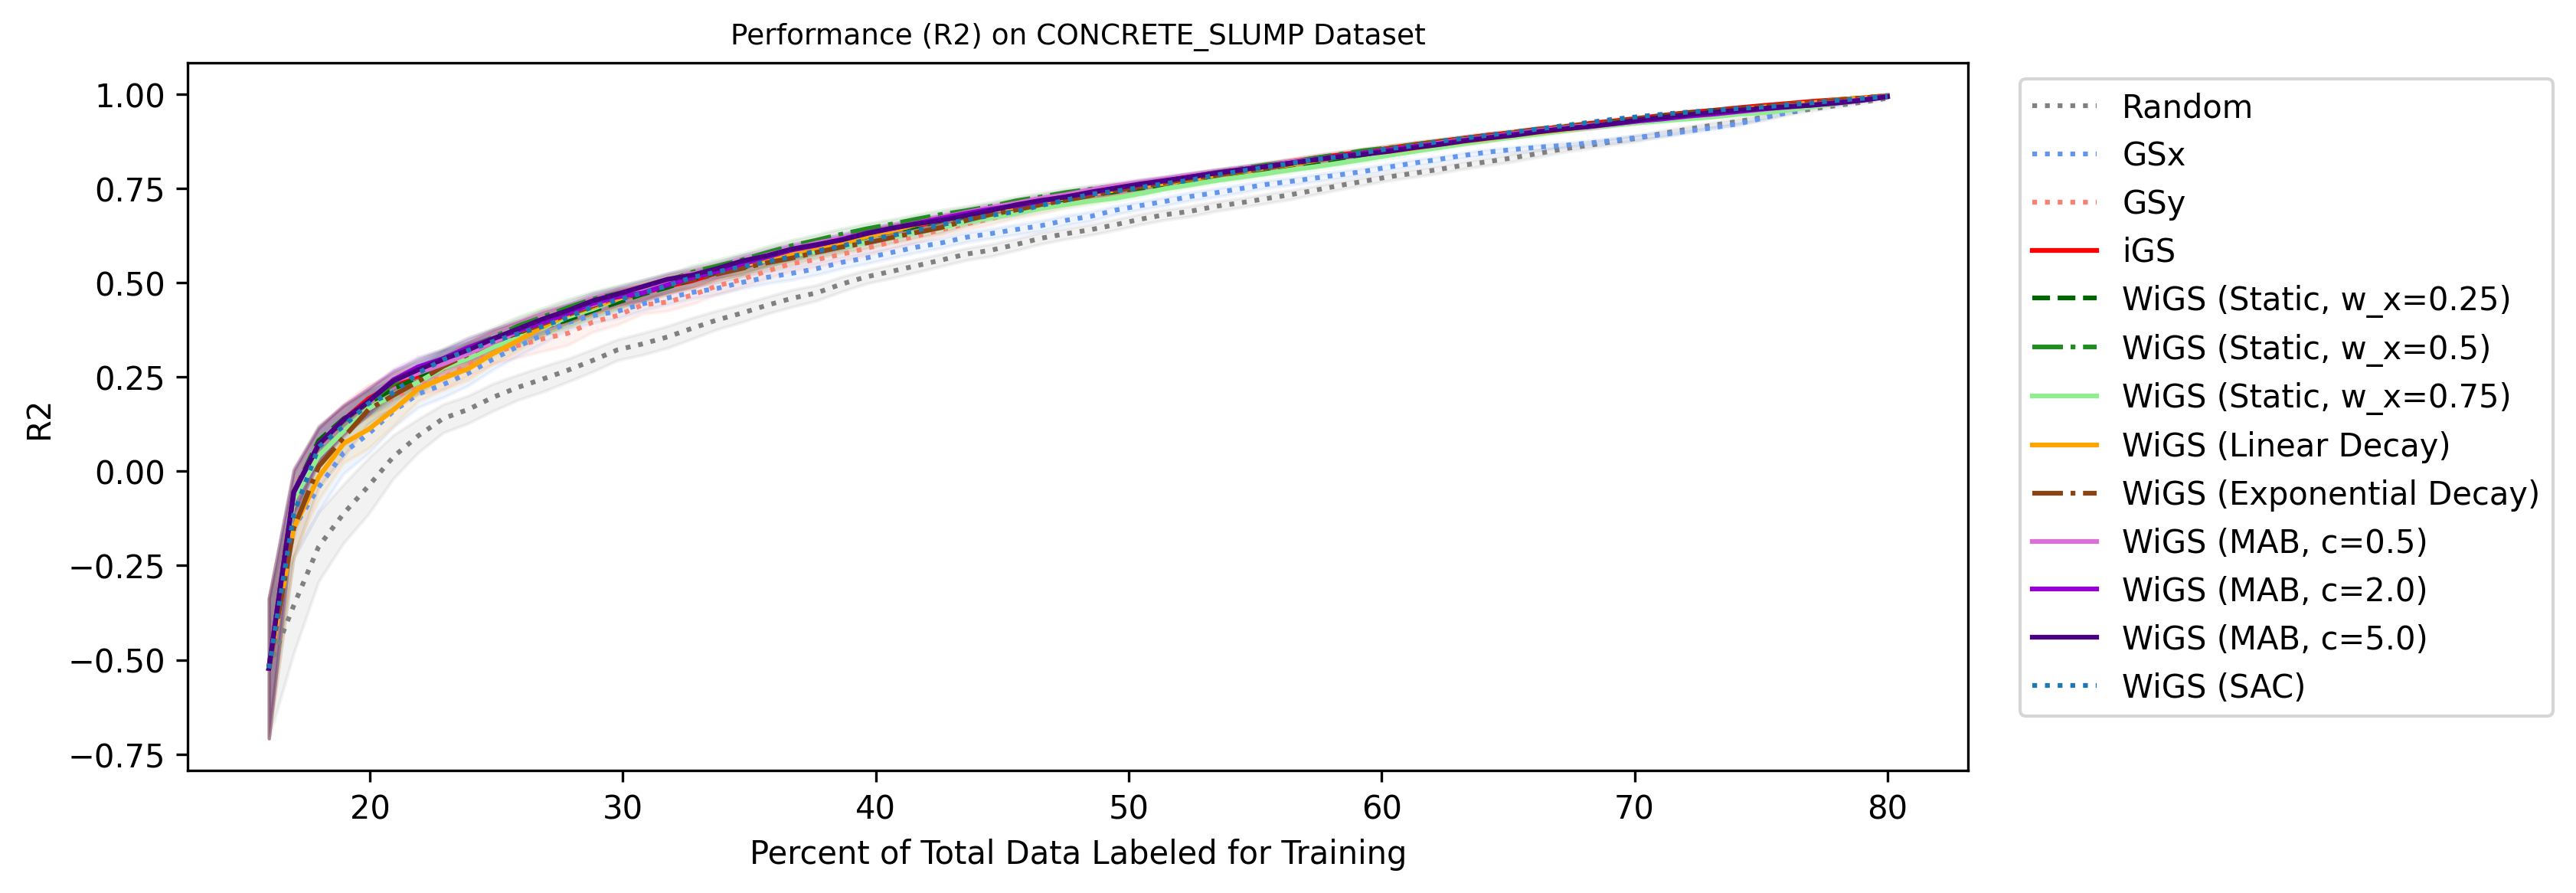 Performance (R2) on CONCRETE_SLUMP Dataset
1.00
0.75
0.50
0.25
0.00
−0.25
−0.50
−0.75
R2
20 30 40 50 60 70 80
Percent of Total Data Labeled for Training
Random
GSx
GSy
iGS
WiGS (Static, w_x=0.25)
WiGS (Static, w_x=0.5)
WiGS (Static, w_x=0.75)
WiGS (Linear Decay)
WiGS (Exponential Decay)
WiGS (MAB, c=0.5)
WiGS (MAB, c=2.0)
WiGS (MAB, c=5.0)
WiGS (SAC)